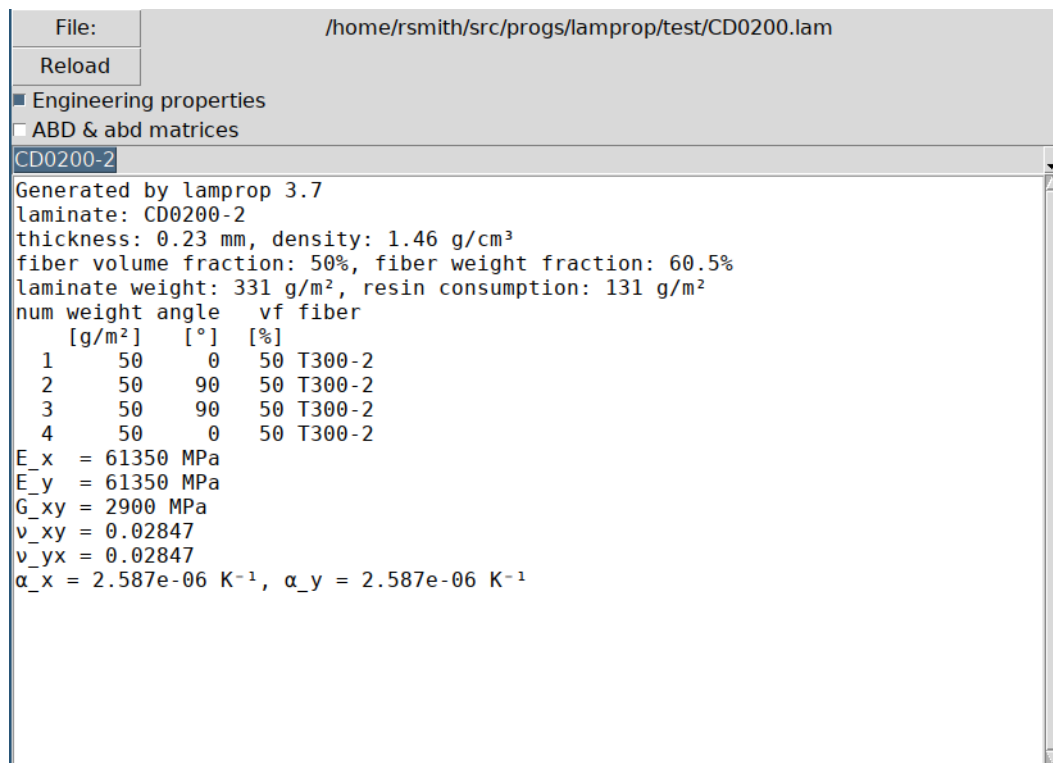 File: /home/rsmith/src/progs/lamprop/test/CD0200.lam
Reload
Engineering properties
ABD & abd matrices
CD0200-2
Generated by lamprop 3.7
laminate: CD0200-2
thickness: 0.23 mm, density: 1.46 g/cm³
fiber volume fraction: 50%, fiber weight fraction: 60.5%
laminate weight: 331 g/m², resin consumption: 131 g/m²
num weight angle   vf fiber
    [g/m²]   [°]  [%]
  1     50     0   50 T300-2
  2     50    90   50 T300-2
  3     50    90   50 T300-2
  4     50     0   50 T300-2
E_x  = 61350 MPa
E_y  = 61350 MPa
G_xy = 2900 MPa
ν_xy = 0.02847
ν_yx = 0.02847
α_x = 2.587e-06 K⁻¹, α_y = 2.587e-06 K⁻¹